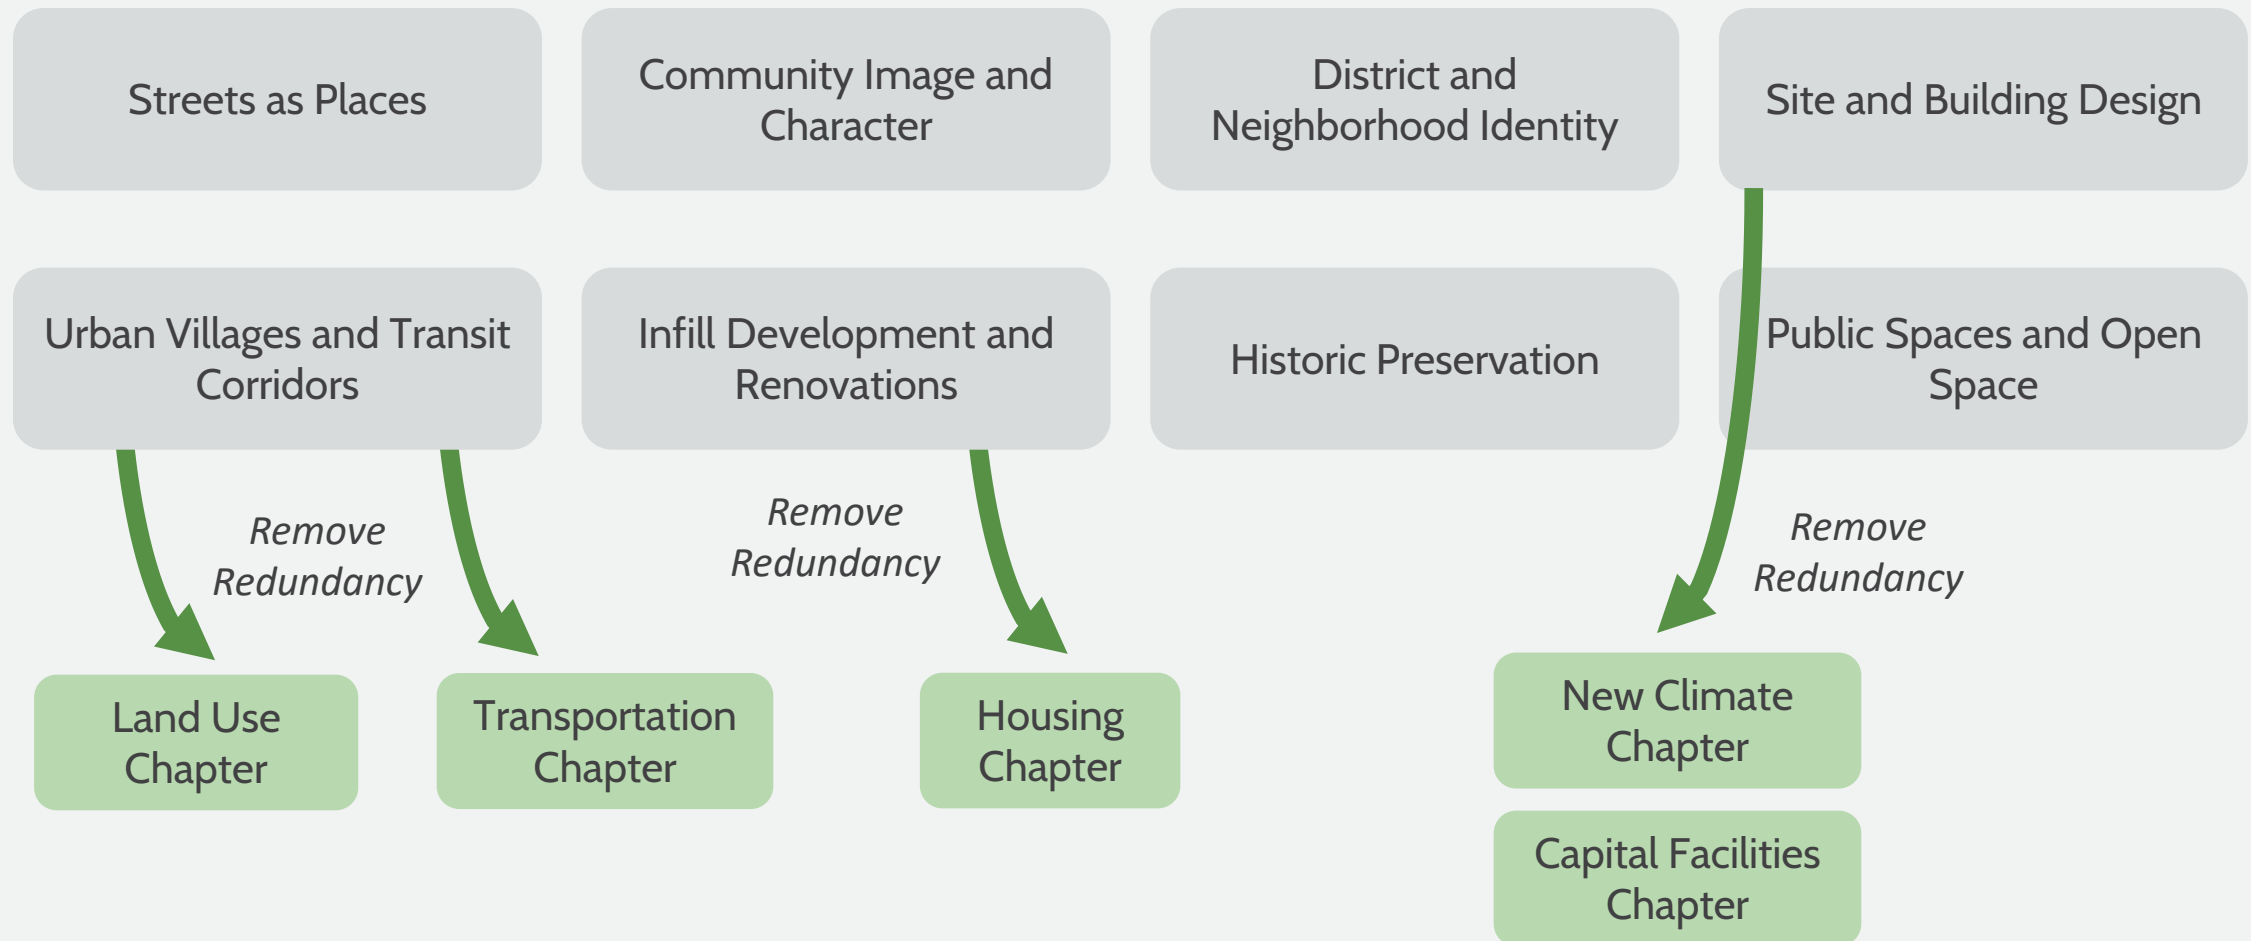 Streets as Places
Community Image and
Character
District and
Neighborhood Identity
Site and Building Design
Urban Villages and Transit
Corridors
Infill Development and
Renovations
Historic Preservation
Public Spaces and Open
Space
Remove
Redundancy
Remove
Redundancy
Remove
Redundancy
Land Use
Chapter
Transportation
Chapter
Housing
Chapter
New Climate
Chapter
Capital Facilities
Chapter